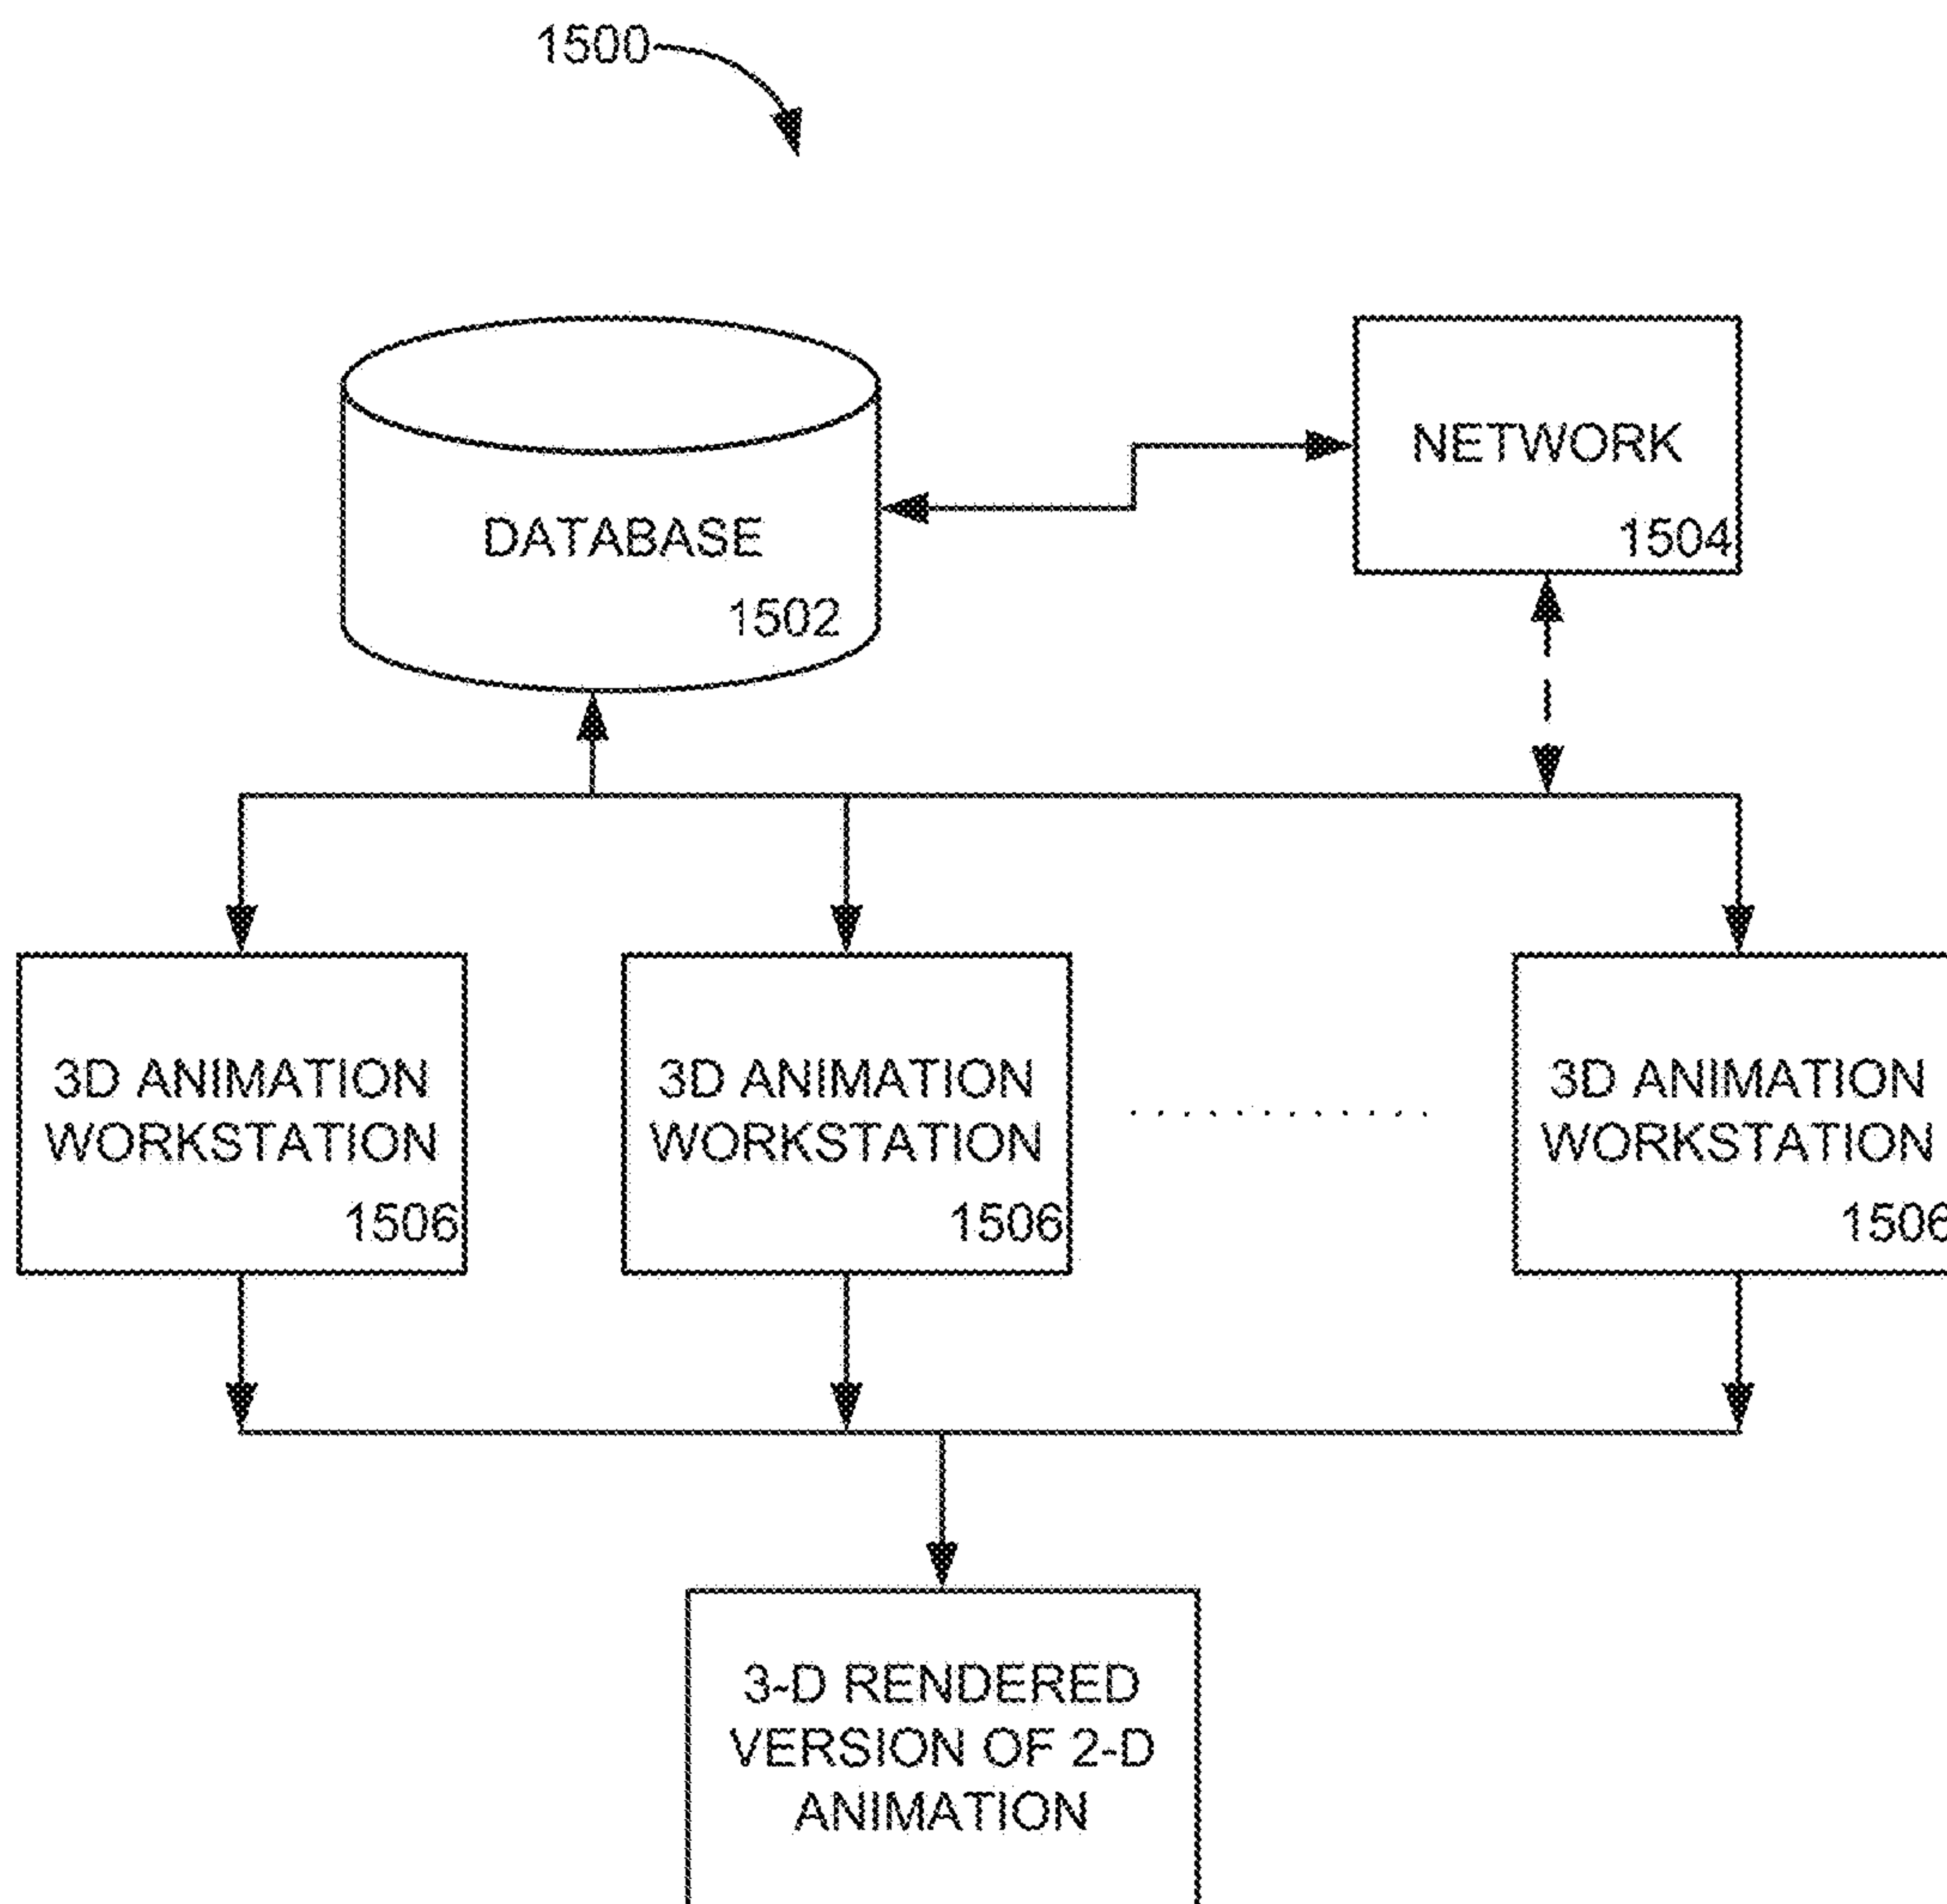 1500
DATABASE
1502
NETWORK
1504
3D ANIMATION
WORKSTATION
1506
3D ANIMATION
WORKSTATION
1506
3D ANIMATION
WORKSTATION
1506
3-D RENDERED
VERSION OF 2-D
ANIMATION